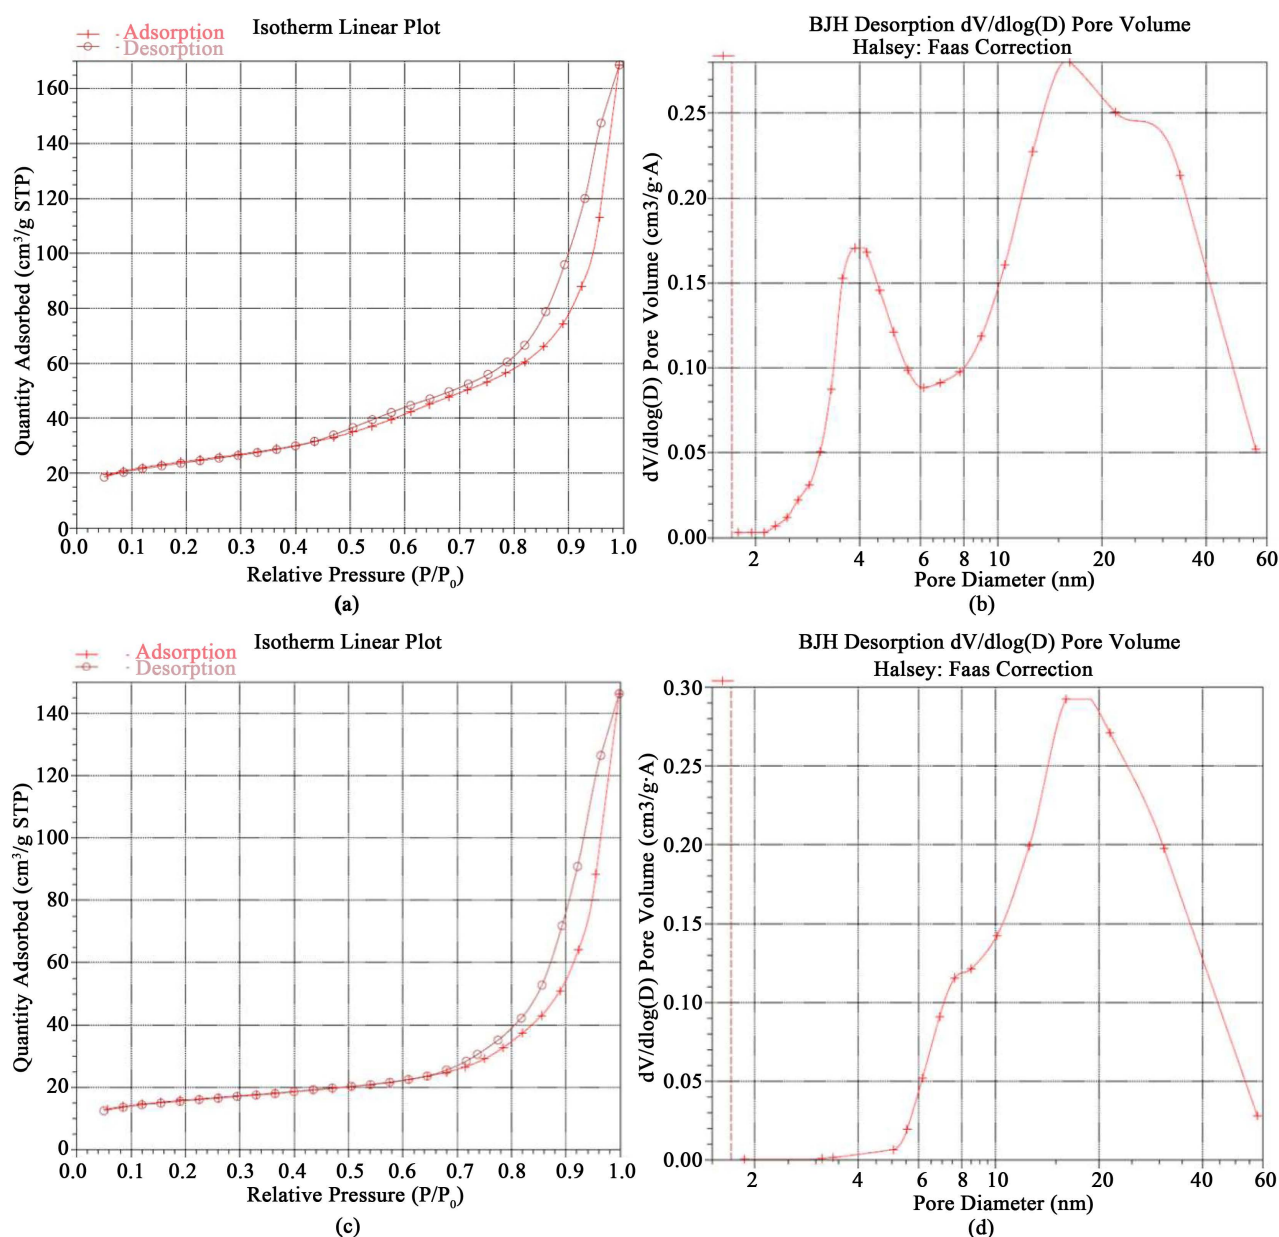 Isotherm Linear Plot
- Adsorption
- Desorption
Quantity Adsorbed (cm³/g STP)
160
140
120
100
80
60
40
20
0
0.0 0.1 0.2 0.3 0.4 0.5 0.6 0.7 0.8 0.9 1.0
Relative Pressure (P/P₀)
(a)
BJH Desorption dV/dlog(D) Pore Volume
Halsey: Faas Correction
dV/dlog(D) Pore Volume (cm3/g·A)
0.25
0.20
0.15
0.10
0.05
0.00
2 4 6 8 10 20 40 60
Pore Diameter (nm)
(b)
Isotherm Linear Plot
- Adsorption
- Desorption
Quantity Adsorbed (cm³/g STP)
140
120
100
80
60
40
20
0
0.0 0.1 0.2 0.3 0.4 0.5 0.6 0.7 0.8 0.9 1.0
Relative Pressure (P/P₀)
(c)
BJH Desorption dV/dlog(D) Pore Volume
Halsey: Faas Correction
dV/dlog(D) Pore Volume (cm3/g·A)
0.30
0.25
0.20
0.15
0.10
0.05
0.00
2 4 6 8 10 20 40 60
Pore Diameter (nm)
(d)